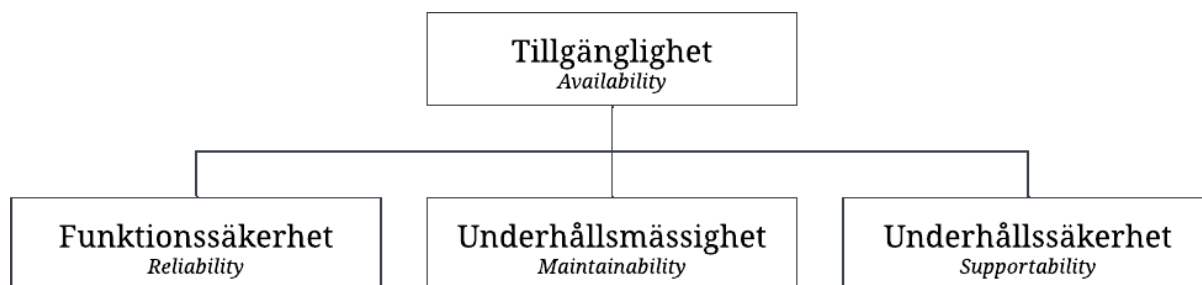 Tillgänglighet
Availability
Funktionssäkerhet
Reliability
Underhållsmässighet
Maintainability
Underhållssäkerhet
Supportability